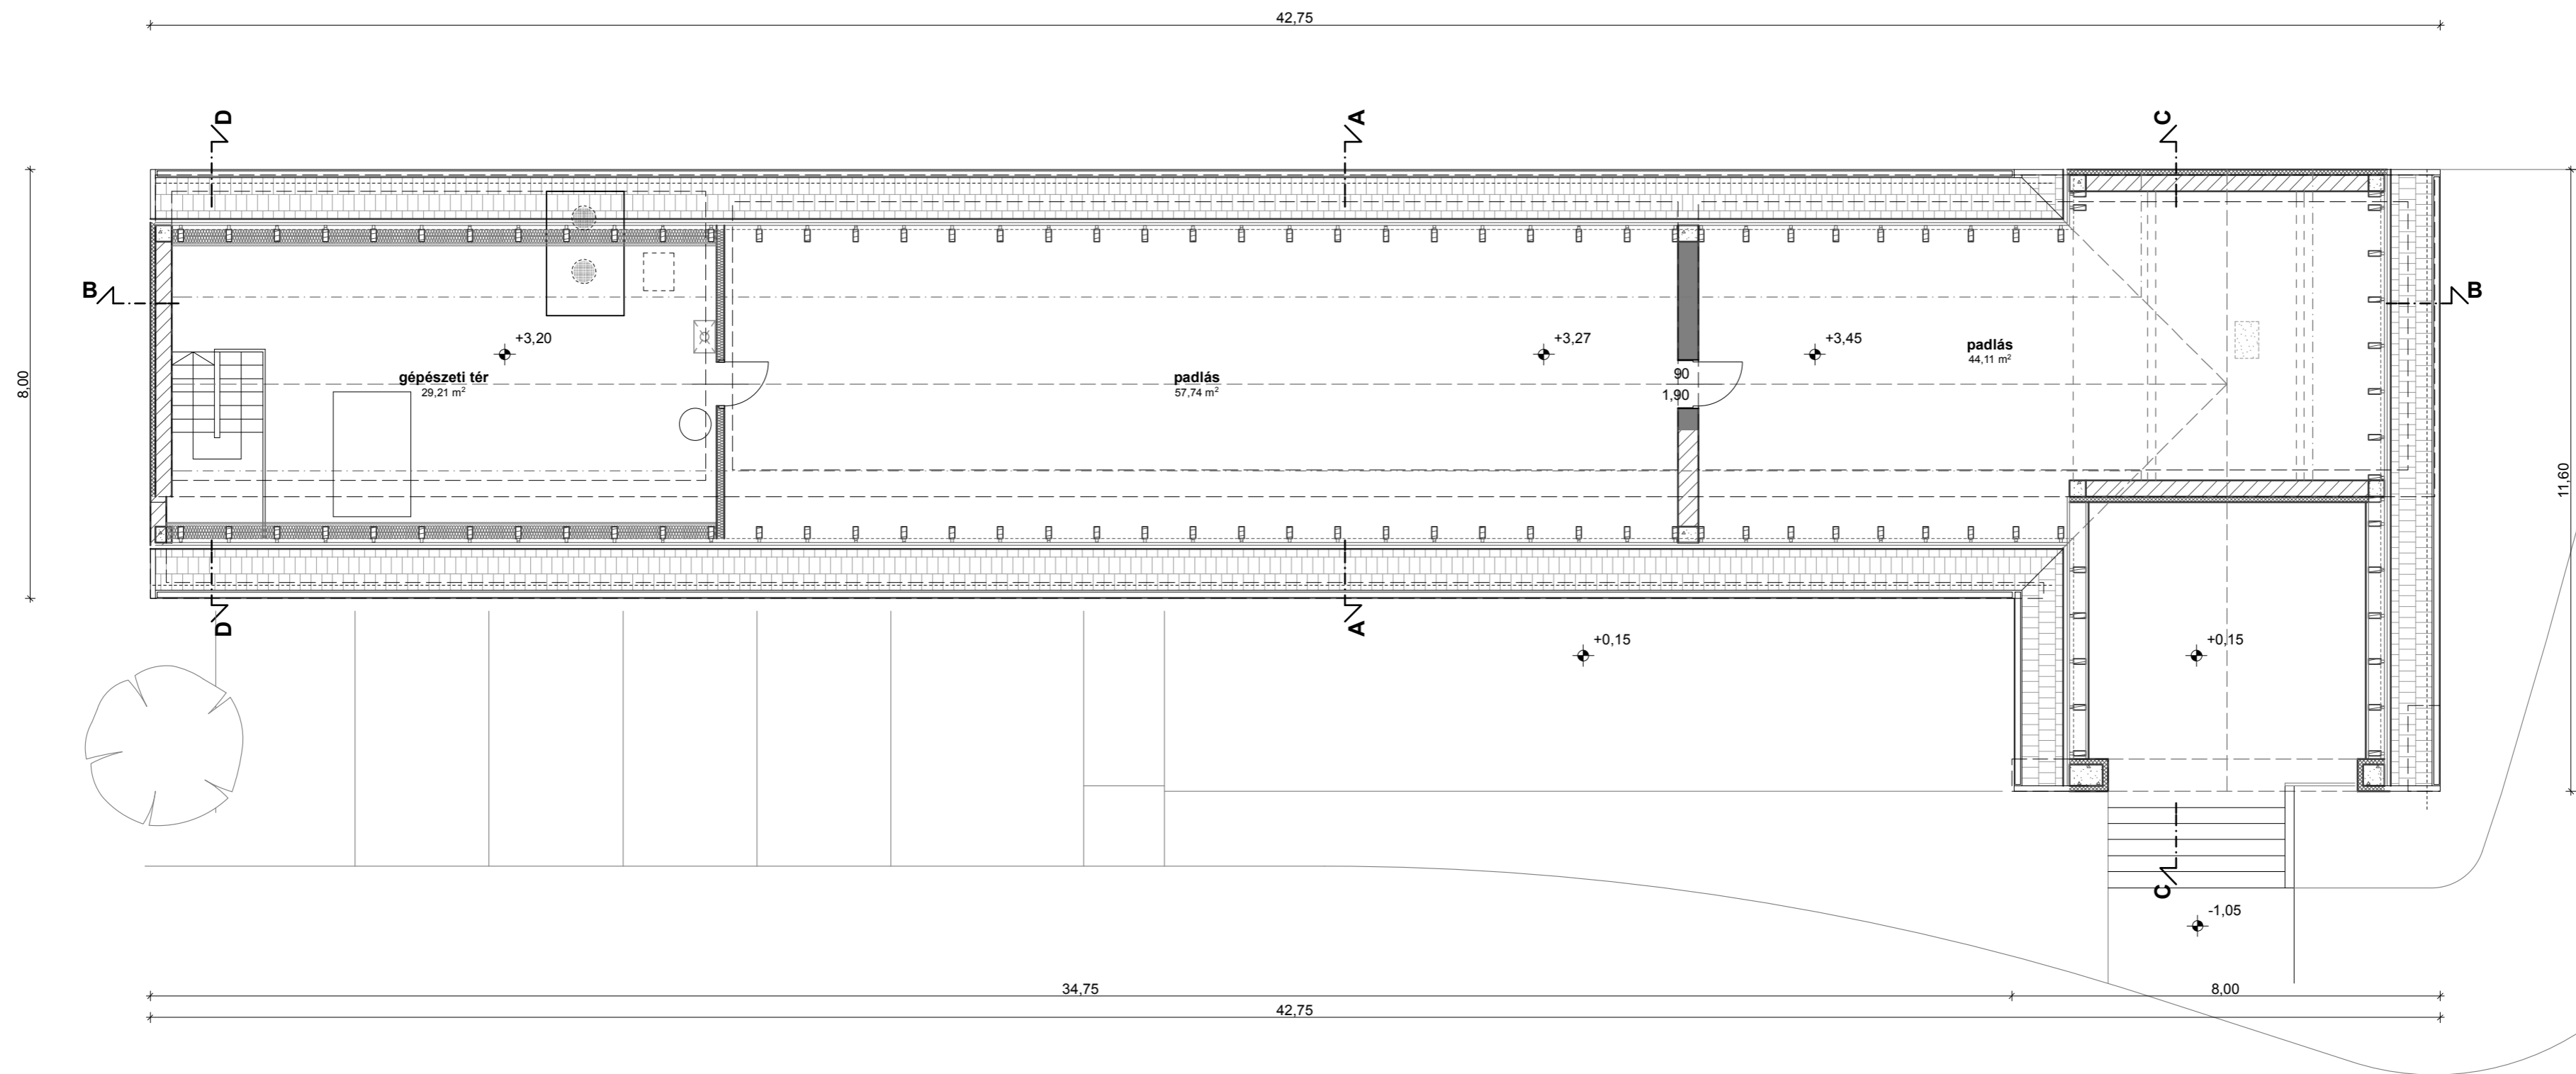 42,75
D
A
C
8,00
B
B
+3,20
+3,27
+3,45
padlás
44,11 m²
gépészeti tér
29,21 m²
padlás
57,74 m²
90
1,90
11,60
D
A
+0,15
+0,15
C
-1,05
34,75
8,00
42,75